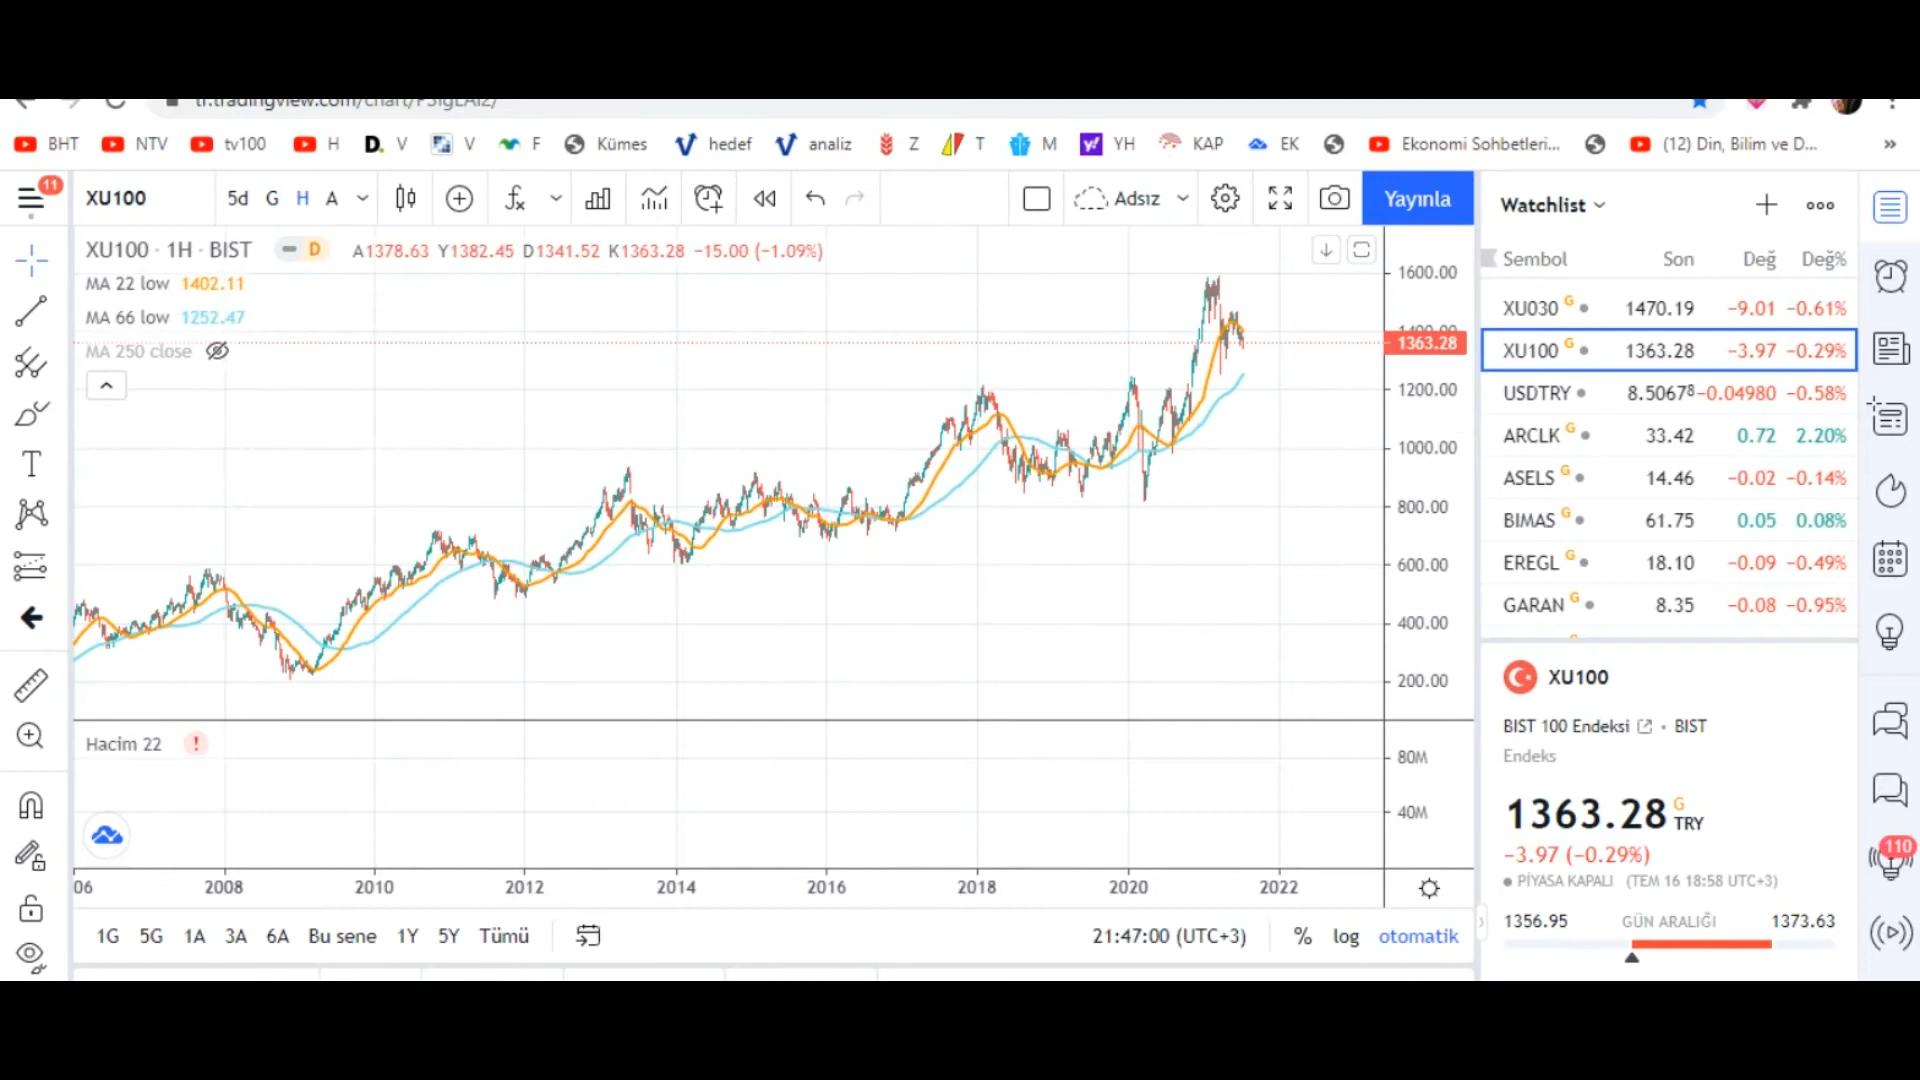 tr.tradingview.com/chart/
BHT NTV tv100 H D. V V F Kümes hedef analiz Z T M YH KAP EK Ekonomi Sohbetleri... (12) Din, Bilim ve D... »
11
XU100 5d G H A Adsız Yayınla
XU100 · 1H · BIST D A1378.63 Y1382.45 D1341.52 K1363.28 −15.00 (−1.09%)
MA 22 low 1402.11
MA 66 low 1252.47
MA 250 close
1600.00
1400.00
1363.28
1200.00
1000.00
800.00
600.00
400.00
200.00
Hacim 22 !
80M
40M
06 2008 2010 2012 2014 2016 2018 2020 2022
1G 5G 1A 3A 6A Bu sene 1Y 5Y Tümü 21:47:00 (UTC+3) % log otomatik
Watchlist
Sembol Son Değ Değ%
XU030 G 1470.19 −9.01 −0.61%
XU100 G 1363.28 −3.97 −0.29%
USDTRY 8.50678 −0.04980 −0.58%
ARCLK G 33.42 0.72 2.20%
ASELS G 14.46 −0.02 −0.14%
BIMAS G 61.75 0.05 0.08%
EREGL G 18.10 −0.09 −0.49%
GARAN G 8.35 −0.08 −0.95%
XU100
BIST 100 Endeksi · BIST
Endeks
1363.28 G TRY
−3.97 (−0.29%)
PİYASA KAPALI (TEM 16 18:58 UTC+3)
1356.95 GÜN ARALIĞI 1373.63
110